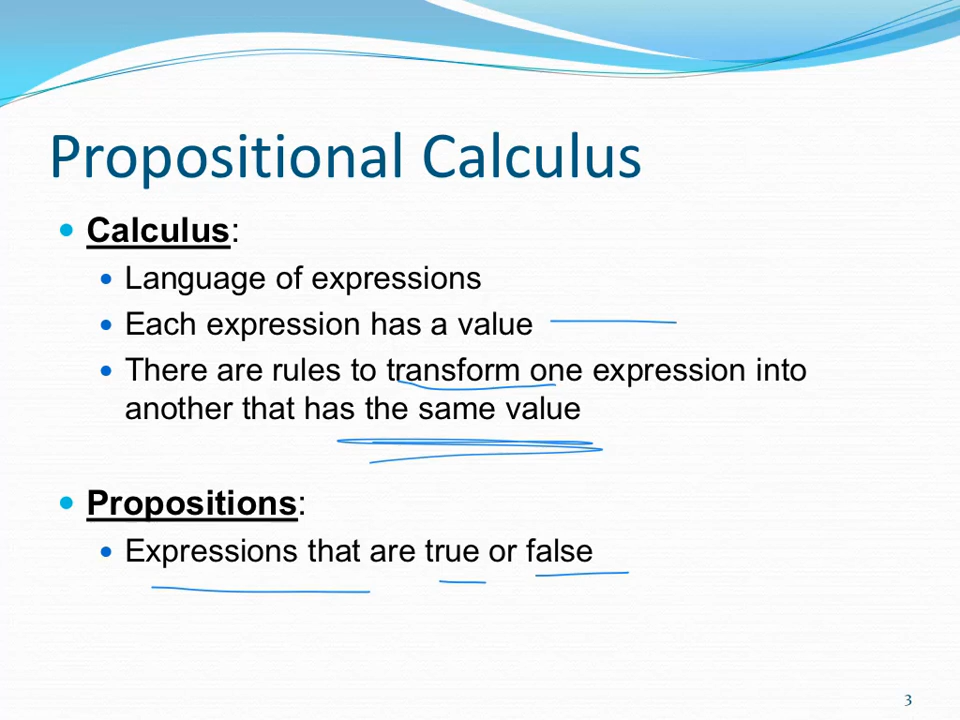 Propositional Calculus
Calculus:
Language of expressions
Each expression has a value
There are rules to transform one expression into
another that has the same value
Propositions:
Expressions that are true or false
3